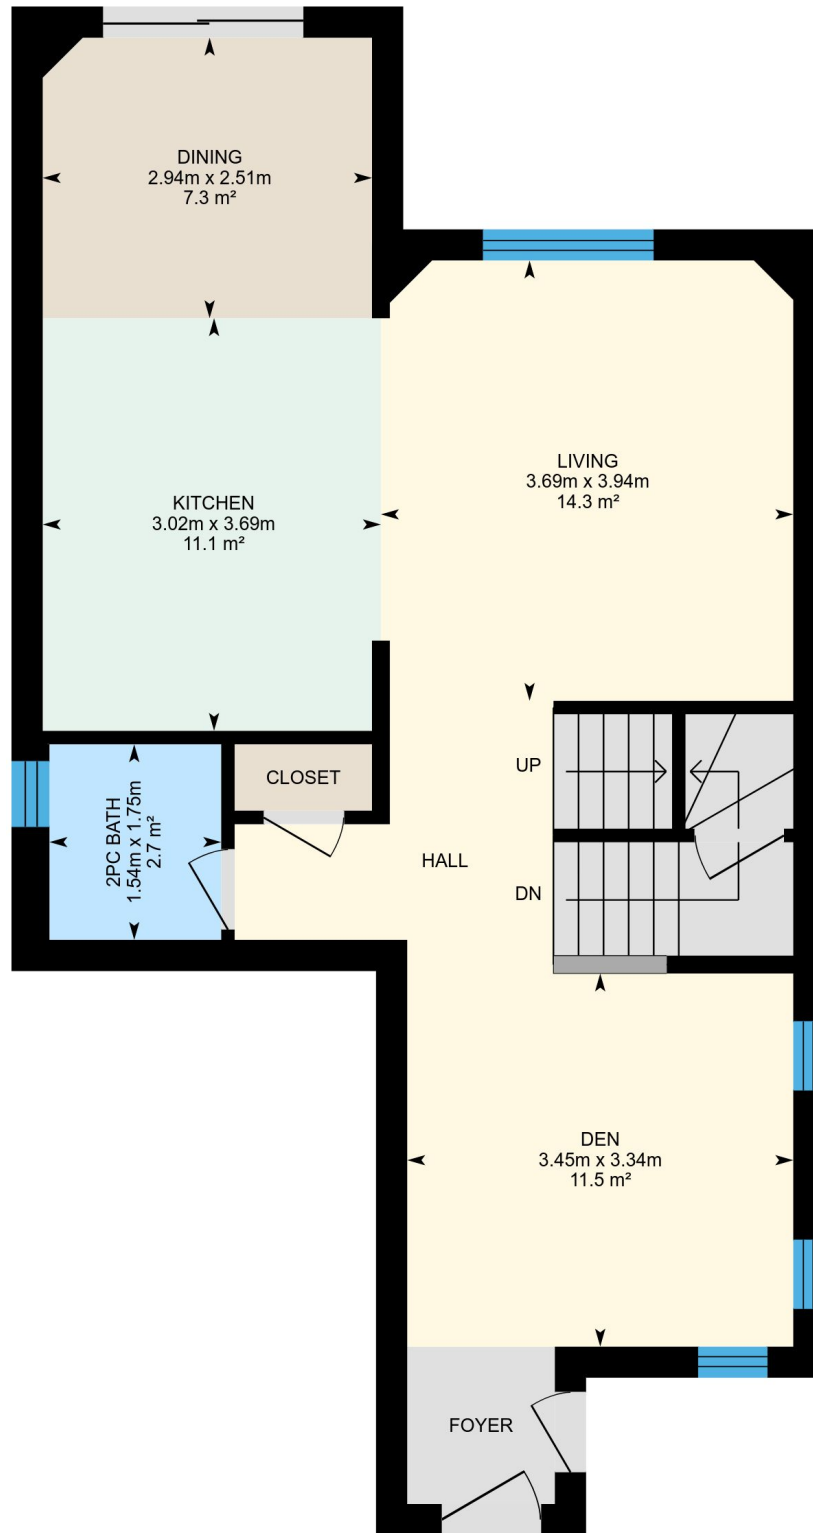 DINING
2.94m x 2.51m
7.3 m²
LIVING
3.69m x 3.94m
14.3 m²
KITCHEN
3.02m x 3.69m
11.1 m²
UP
CLOSET
2PC BATH
1.54m x 1.75m
2.7 m²
HALL
DN
DEN
3.45m x 3.34m
11.5 m²
FOYER